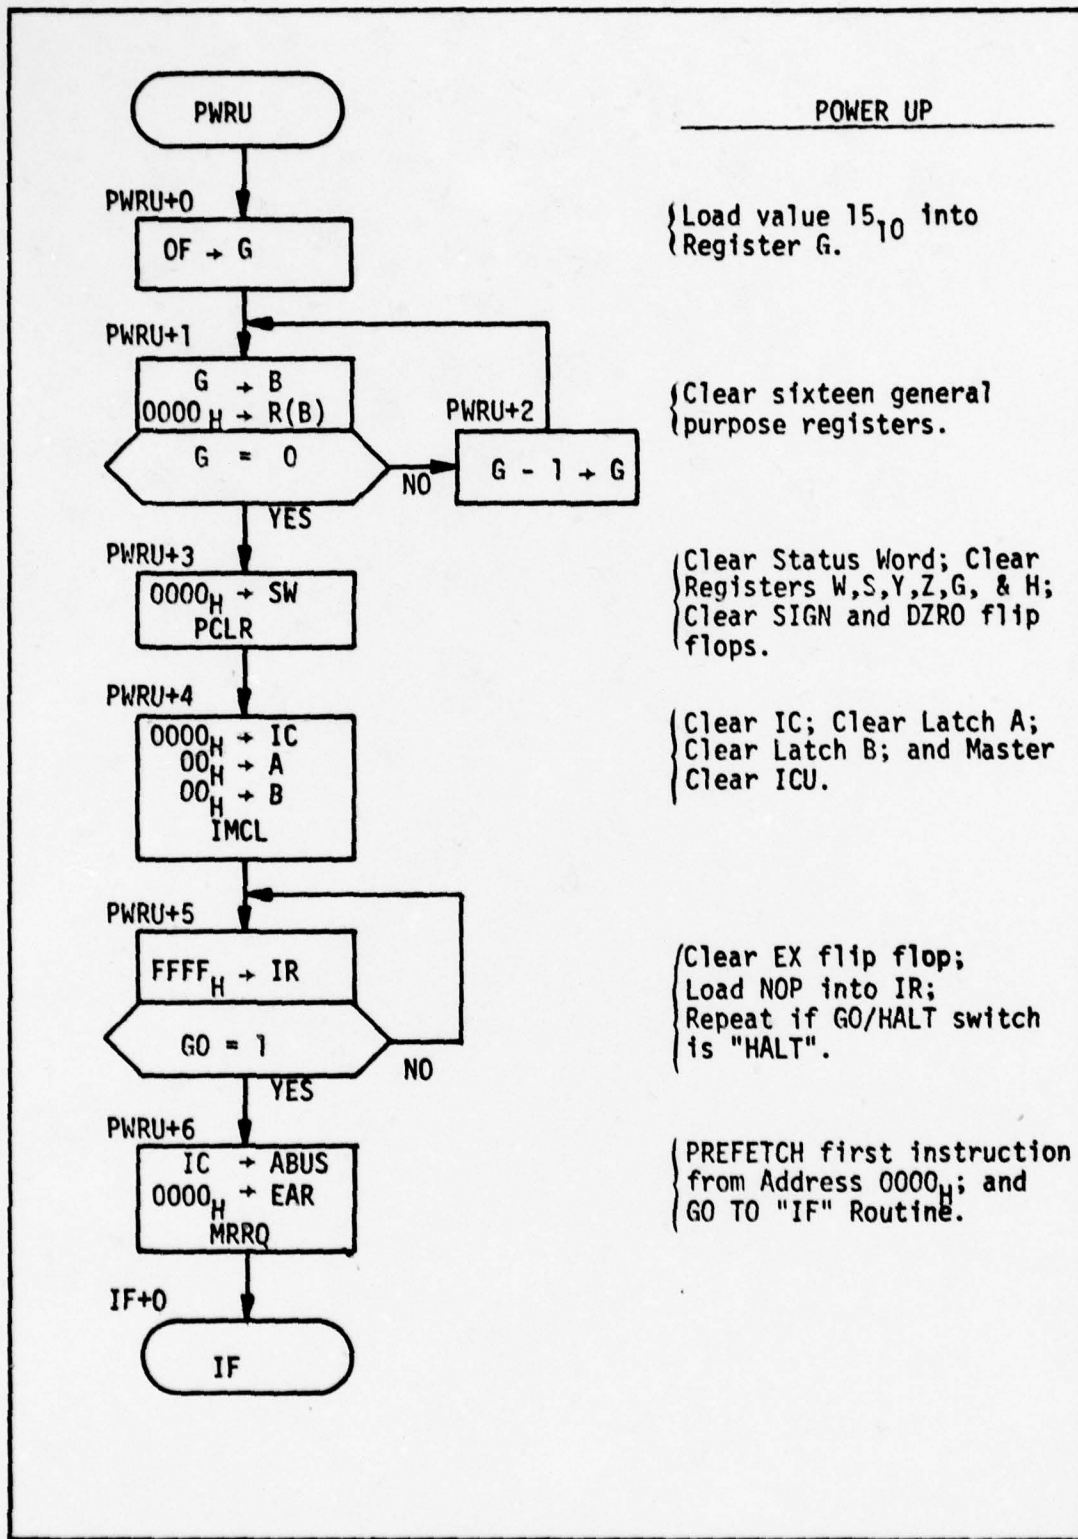 PWRU
POWER UP
PWRU+0
0F → G
{Load value 15₁₀ into
Register G.
PWRU+1
G → B
0000H → R(B)
G = 0
NO
YES
PWRU+2
G - 1 → G
{Clear sixteen general
purpose registers.
PWRU+3
0000H → SW
PCLR
{Clear Status Word; Clear
Registers W,S,Y,Z,G, & H;
Clear SIGN and DZRO flip
flops.
PWRU+4
0000H → IC
00H → A
00H → B
IMCL
{Clear IC; Clear Latch A;
Clear Latch B; and Master
Clear ICU.
PWRU+5
FFFFH → IR
GO = 1
NO
YES
{Clear EX flip flop;
Load NOP into IR;
Repeat if GO/HALT switch
is "HALT".
PWRU+6
IC → ABUS
0000H → EAR
MRRQ
{PREFETCH first instruction
from Address 0000H; and
GO TO "IF" Routine.
IF+0
IF